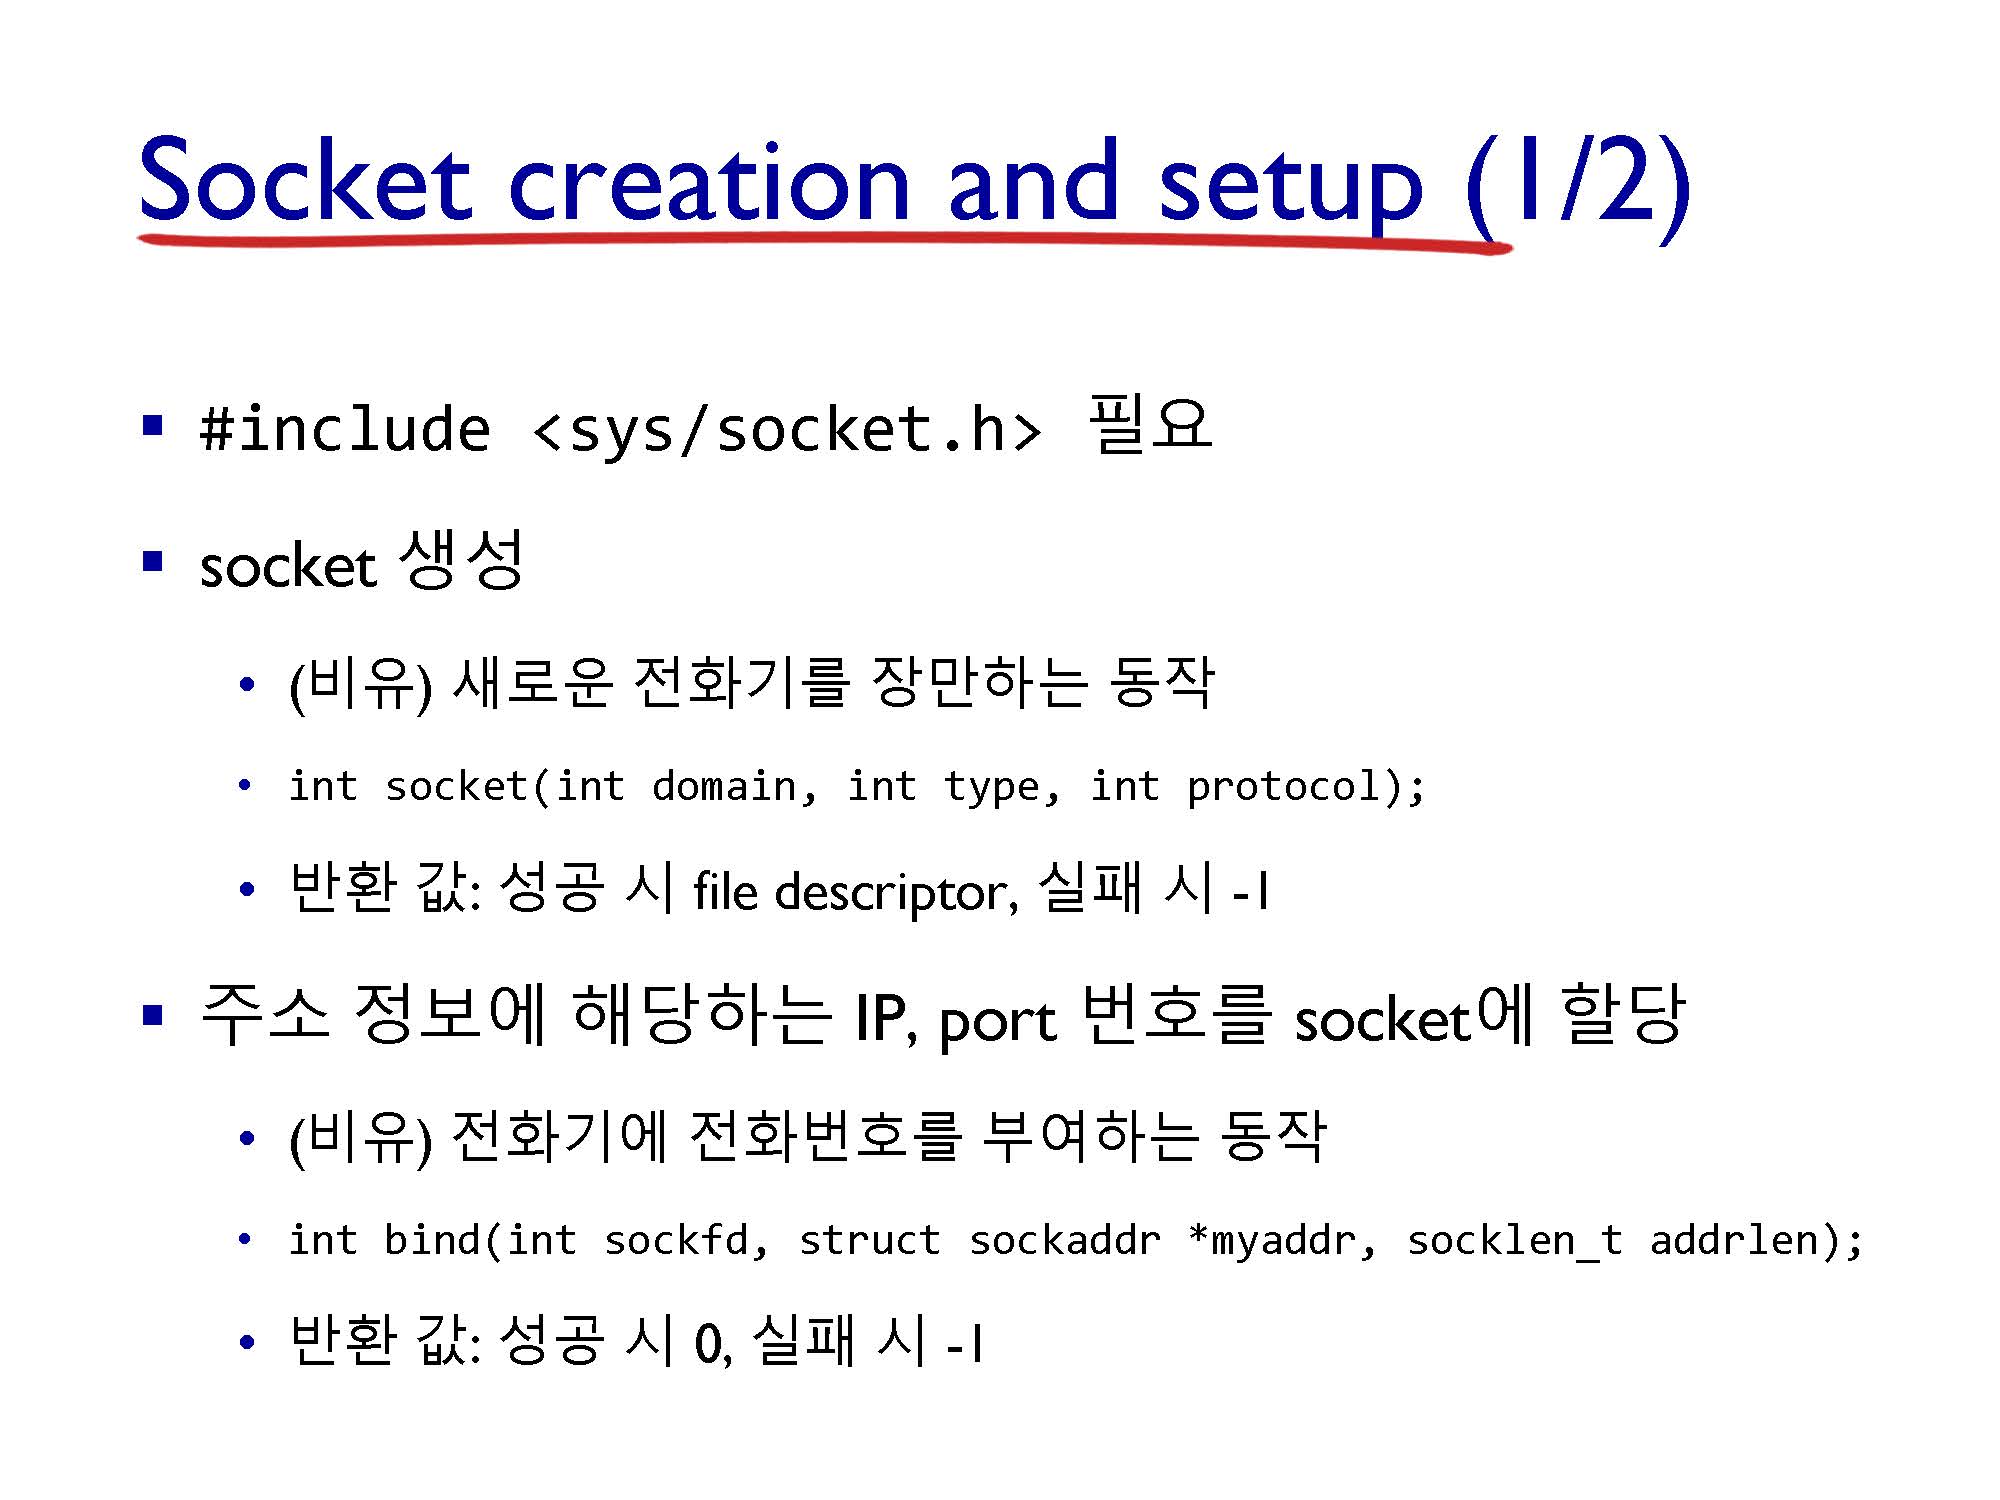 Socket creation and setup (1/2)
#include <sys/socket.h> 필요
socket 생성
(비유) 새로운 전화기를 장만하는 동작
int socket(int domain, int type, int protocol);
반환 값: 성공 시 file descriptor, 실패 시 -1
주소 정보에 해당하는 IP, port 번호를 socket에 할당
(비유) 전화기에 전화번호를 부여하는 동작
int bind(int sockfd, struct sockaddr *myaddr, socklen_t addrlen);
반환 값: 성공 시 0, 실패 시 -1